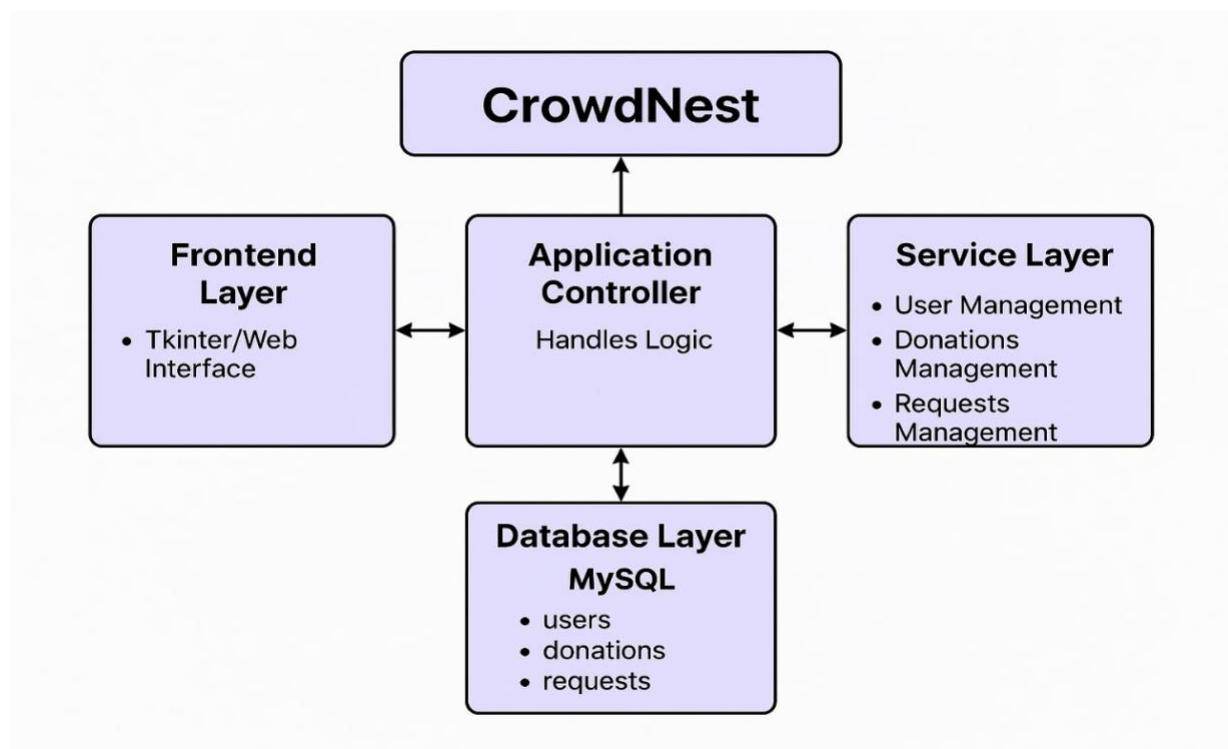 CrowdNest
Frontend
Layer
• Tkinter/Web
Interface
Application
Controller
Handles Logic
Service Layer
• User Management
• Donations
Management
• Requests
Management
Database Layer
MySQL
• users
• donations
• requests